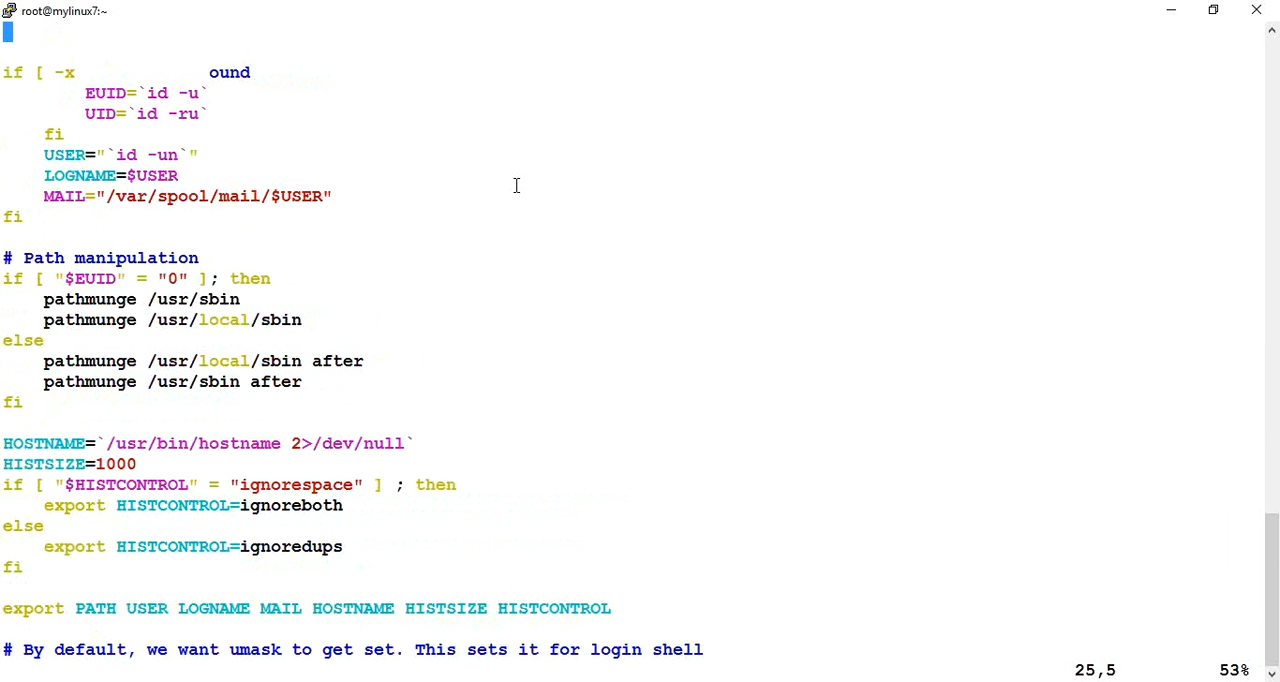 root@mylinux7:~
if [ -x ound
EUID=`id -u`
UID=`id -ru`
fi
USER="`id -un`"
LOGNAME=$USER
MAIL="/var/spool/mail/$USER"
fi
# Path manipulation
if [ "$EUID" = "0" ]; then
pathmunge /usr/sbin
pathmunge /usr/local/sbin
else
pathmunge /usr/local/sbin after
pathmunge /usr/sbin after
fi
HOSTNAME=`/usr/bin/hostname 2>/dev/null`
HISTSIZE=1000
if [ "$HISTCONTROL" = "ignorespace" ] ; then
export HISTCONTROL=ignoreboth
else
export HISTCONTROL=ignoredups
fi
export PATH USER LOGNAME MAIL HOSTNAME HISTSIZE HISTCONTROL
# By default, we want umask to get set. This sets it for login shell
25,5 53%